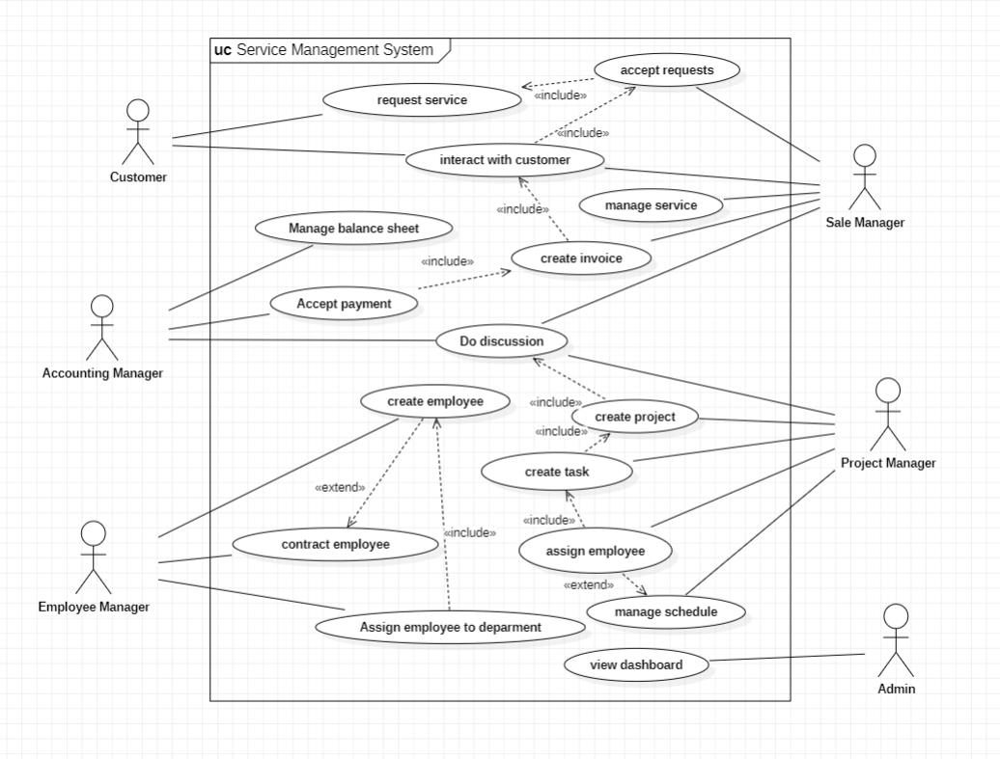 uc Service Management System
accept requests
request service
«include»
«include»
interact with customer
Customer
manage service
«include»
Sale Manager
Manage balance sheet
create invoice
«include»
Accept payment
Do discussion
Accounting Manager
create employee
«include»
create project
«include»
Project Manager
create task
«extend»
«include»
«include»
contract employee
assign employee
«extend»
Employee Manager
manage schedule
Assign employee to deparment
view dashboard
Admin